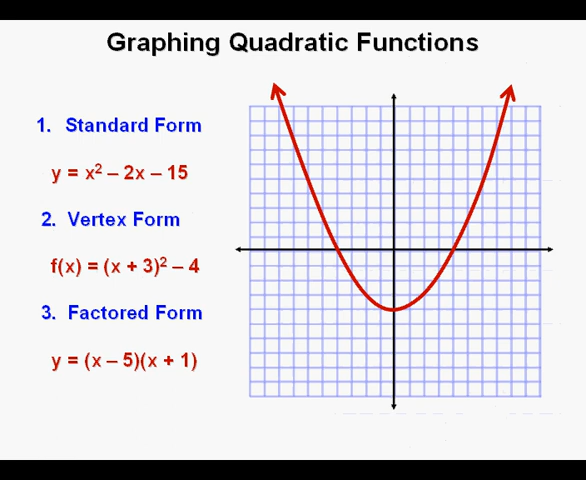 Graphing Quadratic Functions
1. Standard Form
y = x² – 2x – 15
2. Vertex Form
f(x) = (x + 3)² – 4
3. Factored Form
y = (x – 5)(x + 1)